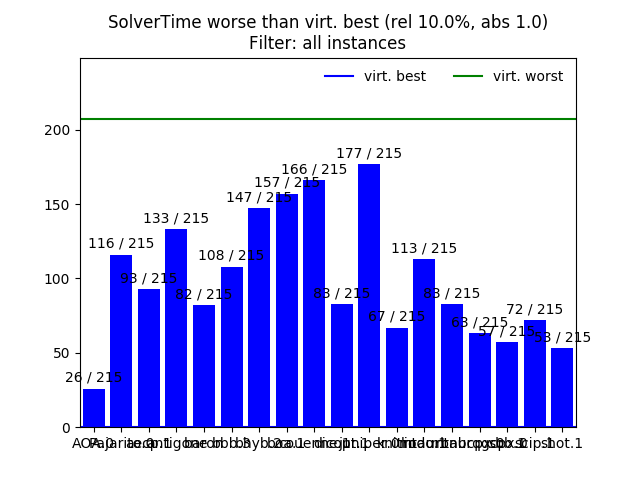 SolverTime worse than virt. best (rel 10.0%, abs 1.0)
Filter: all instances
virt. best
virt. worst
200
150
100
50
0
26 / 215
116 / 215
93 / 215
133 / 215
82 / 215
108 / 215
147 / 215
157 / 215
166 / 215
83 / 215
177 / 215
67 / 215
113 / 215
83 / 215
63 / 215
57 / 215
72 / 215
53 / 215